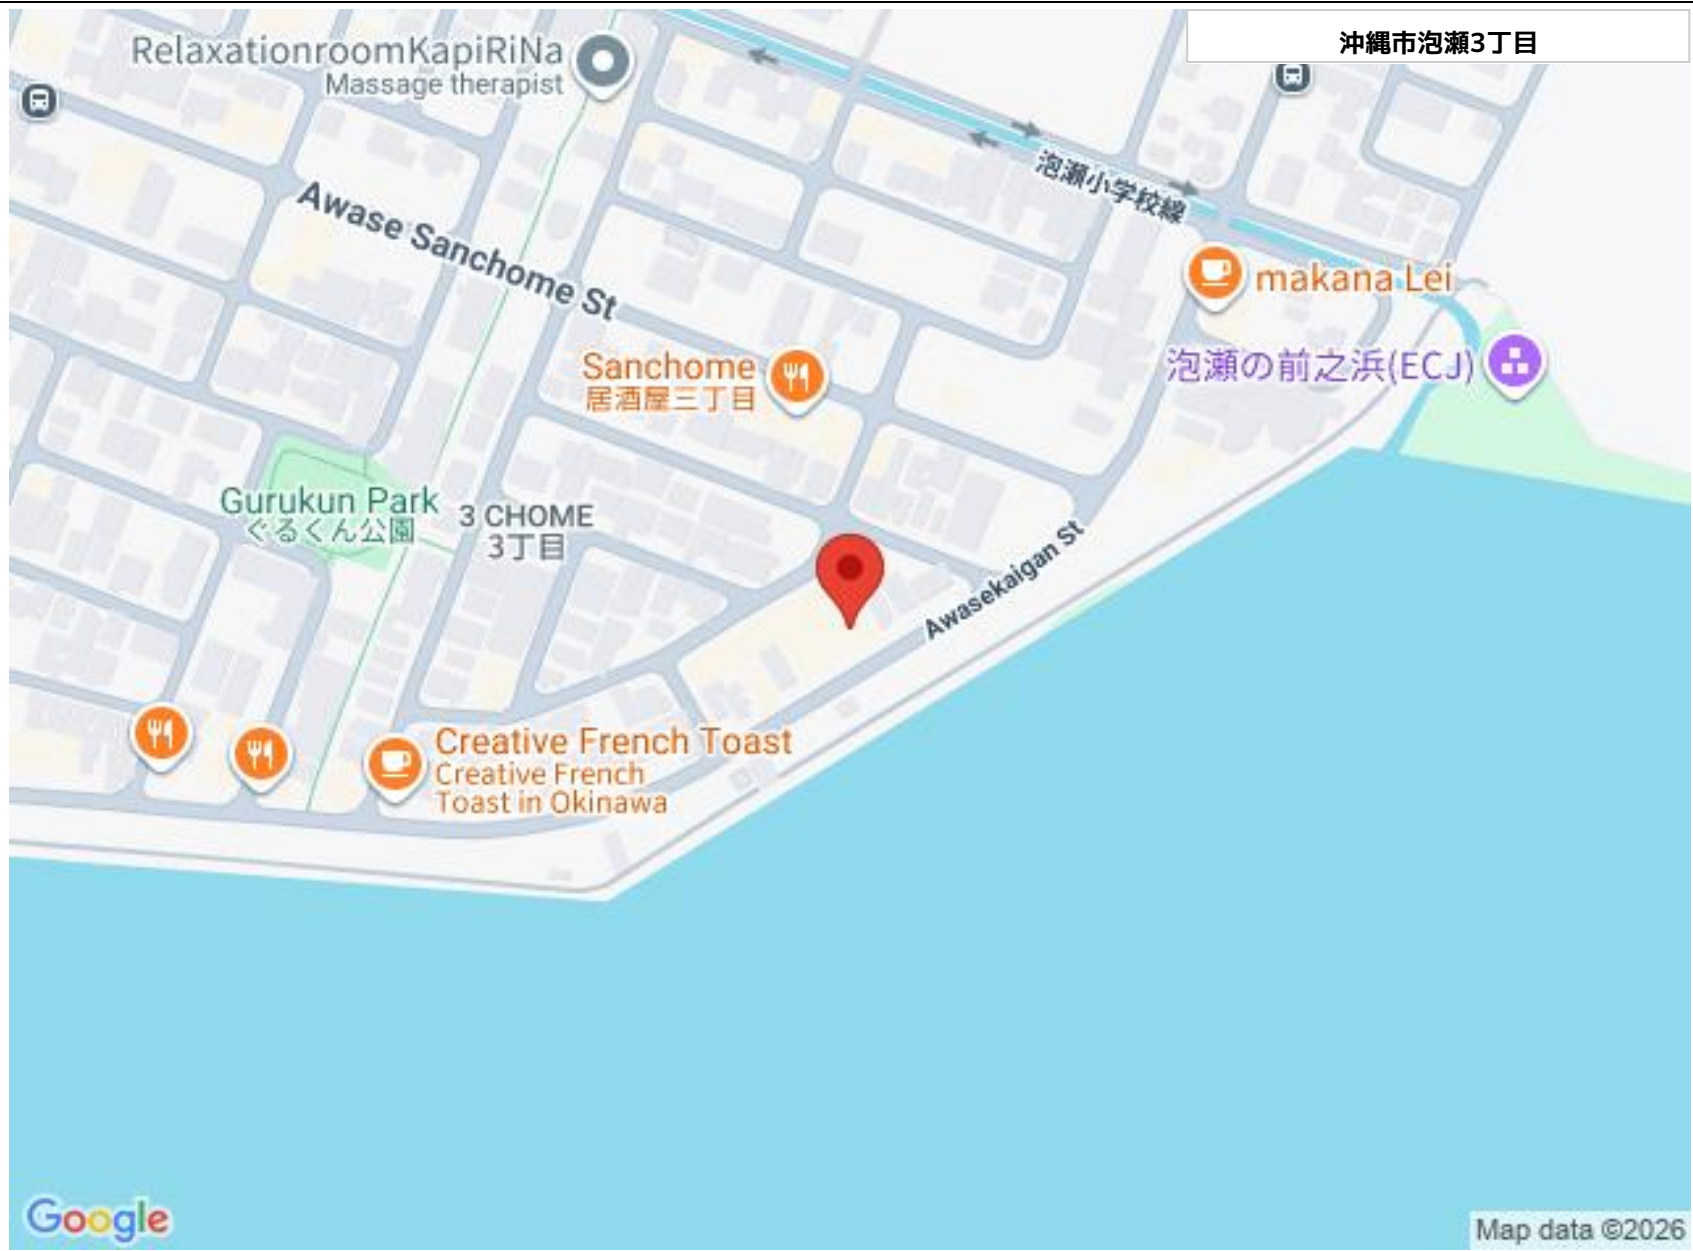 沖縄市泡瀬3丁目
RelaxationroomKapiRiNa
Massage therapist
泡瀬小学校線
Awase Sanchome St
makana Lei
泡瀬の前之浜(ECJ)
Sanchome
居酒屋三丁目
Gurukun Park
ぐるくん公園
3 CHOME
3丁目
Awasekaigan St
Creative French Toast
Creative French
Toast in Okinawa
Google
Map data ©2026